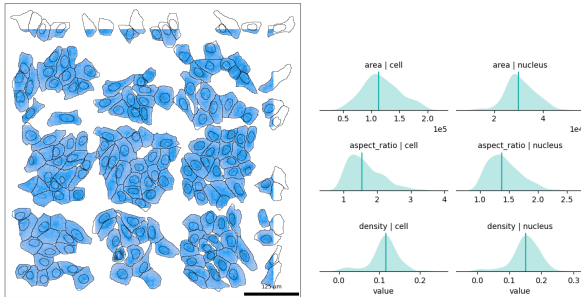 125 µm
area | cell
0.5 1.0 1.5 2.0
1e5
area | nucleus
2 4
1e4
aspect_ratio | cell
1 2 3 4
aspect_ratio | nucleus
1.0 1.5 2.0 2.5
density | cell
0.0 0.1 0.2
value
density | nucleus
0.0 0.1 0.2 0.3
value